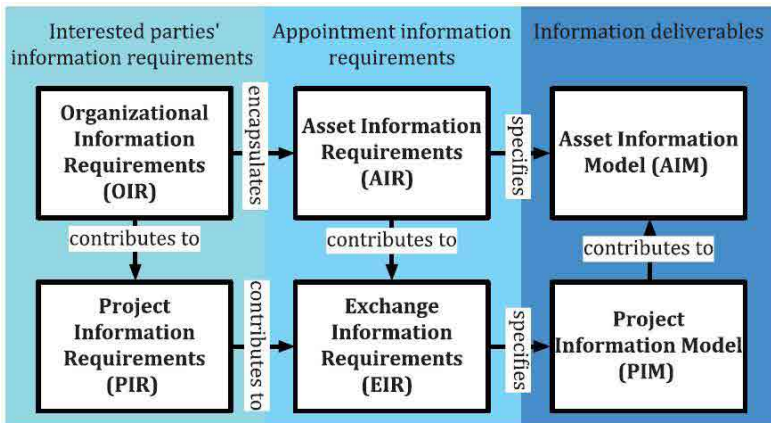 Interested parties'
information requirements
Appointment information
requirements
Information deliverables
Organizational
Information
Requirements
(OIR)
encapsulates
Asset Information
Requirements
(AIR)
specifies
Asset Information
Model (AIM)
contributes to
contributes to
contributes to
Project
Information
Requirements
(PIR)
contributes to
Exchange
Information
Requirements
(EIR)
specifies
Project
Information Model
(PIM)